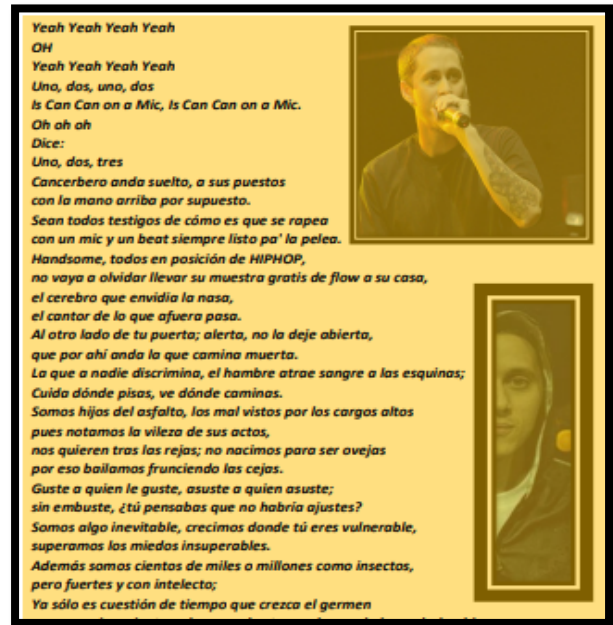 Yeah Yeah Yeah Yeah
OH
Yeah Yeah Yeah Yeah
Uno, dos, uno, dos
Is Can Can on a Mic, Is Can Can on a Mic.
Oh oh oh
Dice:
Uno, dos, tres
Cancerbero anda suelto, a sus puestos
con la mano arriba por supuesto.
Sean todos testigos de cómo es que se rapea
con un mic y un beat siempre listo pa' la pelea.
Handsome, todos en posición de HIPHOP,
no vaya a olvidar llevar su muestra gratis de flow a su casa,
el cerebro que envidia la nasa,
el cantor de lo que afuera pasa.
Al otro lado de tu puerta; alerta, no la deje abierta,
que por ahí anda la que camina muerta.
La que a nadie discrimina, el hambre atrae sangre a las esquinas;
Cuida dónde pisas, ve dónde caminas.
Somos hijos del asfalto, los mal vistos por los cargos altos
pues notamos la vileza de sus actos,
nos quieren tras las rejas; no nacimos para ser ovejas
por eso bailamos frunciendo las cejas.
Guste a quien le guste, asuste a quien asuste;
sin embuste, ¿tú pensabas que no habría ajustes?
Somos algo inevitable, crecimos donde tú eres vulnerable,
superamos los miedos insuperables.
Además somos cientos de miles o millones como insectos,
pero fuertes y con intelecto;
Ya sólo es cuestión de tiempo que crezca el germen